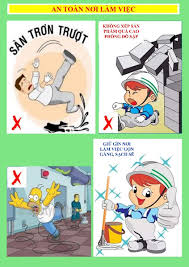 AN TOÀN NƠI LÀM VIỆC
SÀN TRƠN TRƯỢT
X
KHÔNG XẾP SẢN
PHẨM QUÁ CAO
PHÒNG ĐỔ SẬP
X
X
GIỮ GÌN NƠI
LÀM VIỆC GỌN
GÀNG, SẠCH SẼ